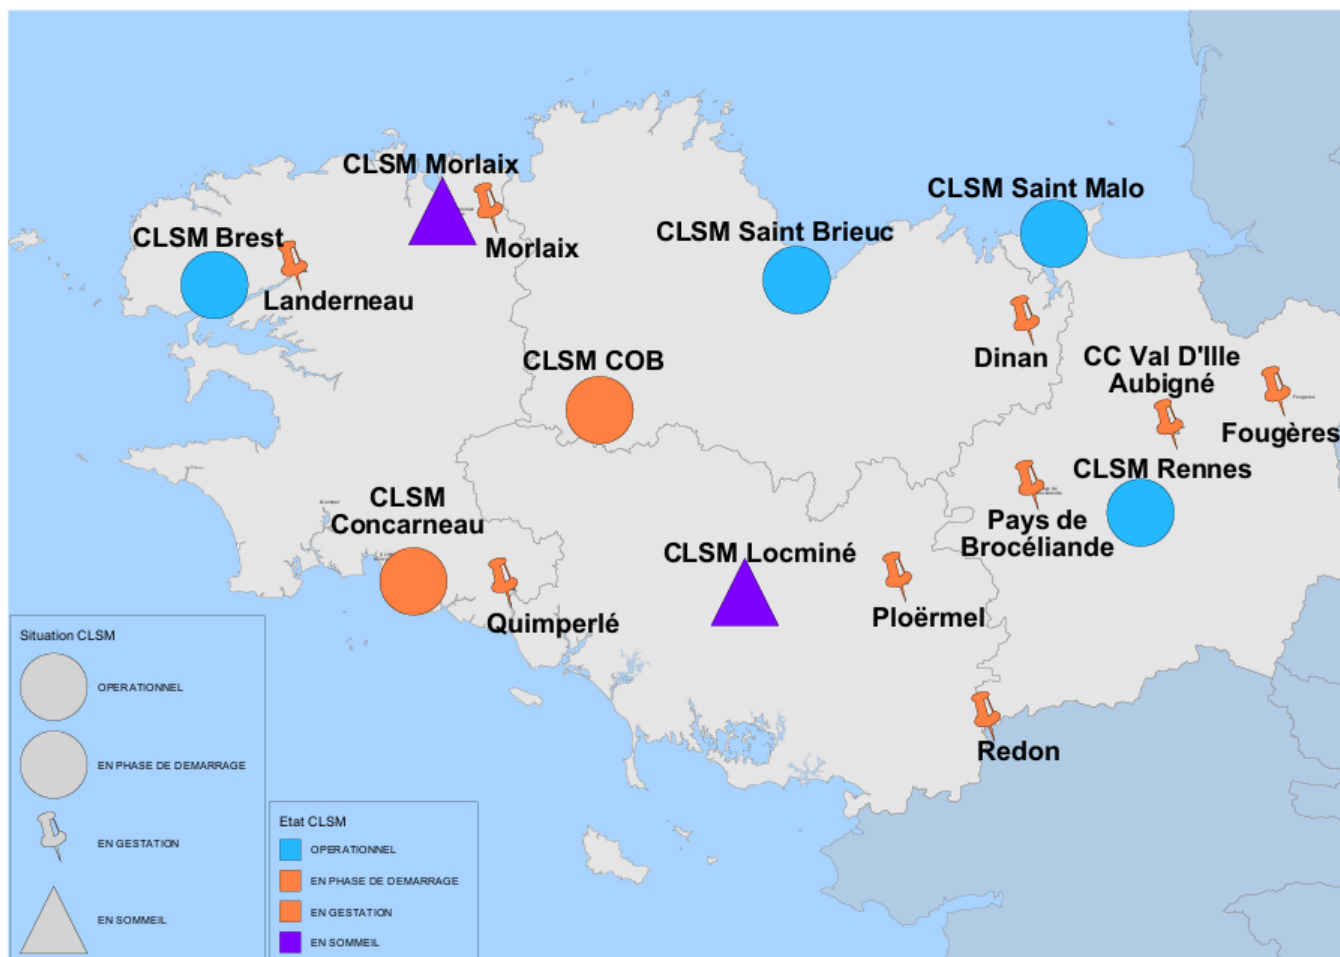 CLSM Morlaix
CLSM Saint Malo
CLSM Brest
Morlaix
CLSM Saint Brieuc
Landerneau
CLSM COB
Dinan
CC Val D'Ille
Aubigné
Fougères
Fougères
CLSM Rennes
CLSM
Concarneau
Quimper
Pays de
Brocéliande
CLSM Locminé
Ploërmel
Quimperlé
Redon
Situation CLSM
OPERATIONNEL
EN PHASE DE DEMARRAGE
EN GESTATION
EN SOMMEIL
Etat CLSM
OPERATIONNEL
EN PHASE DE DEMARRAGE
EN GESTATION
EN SOMMEIL